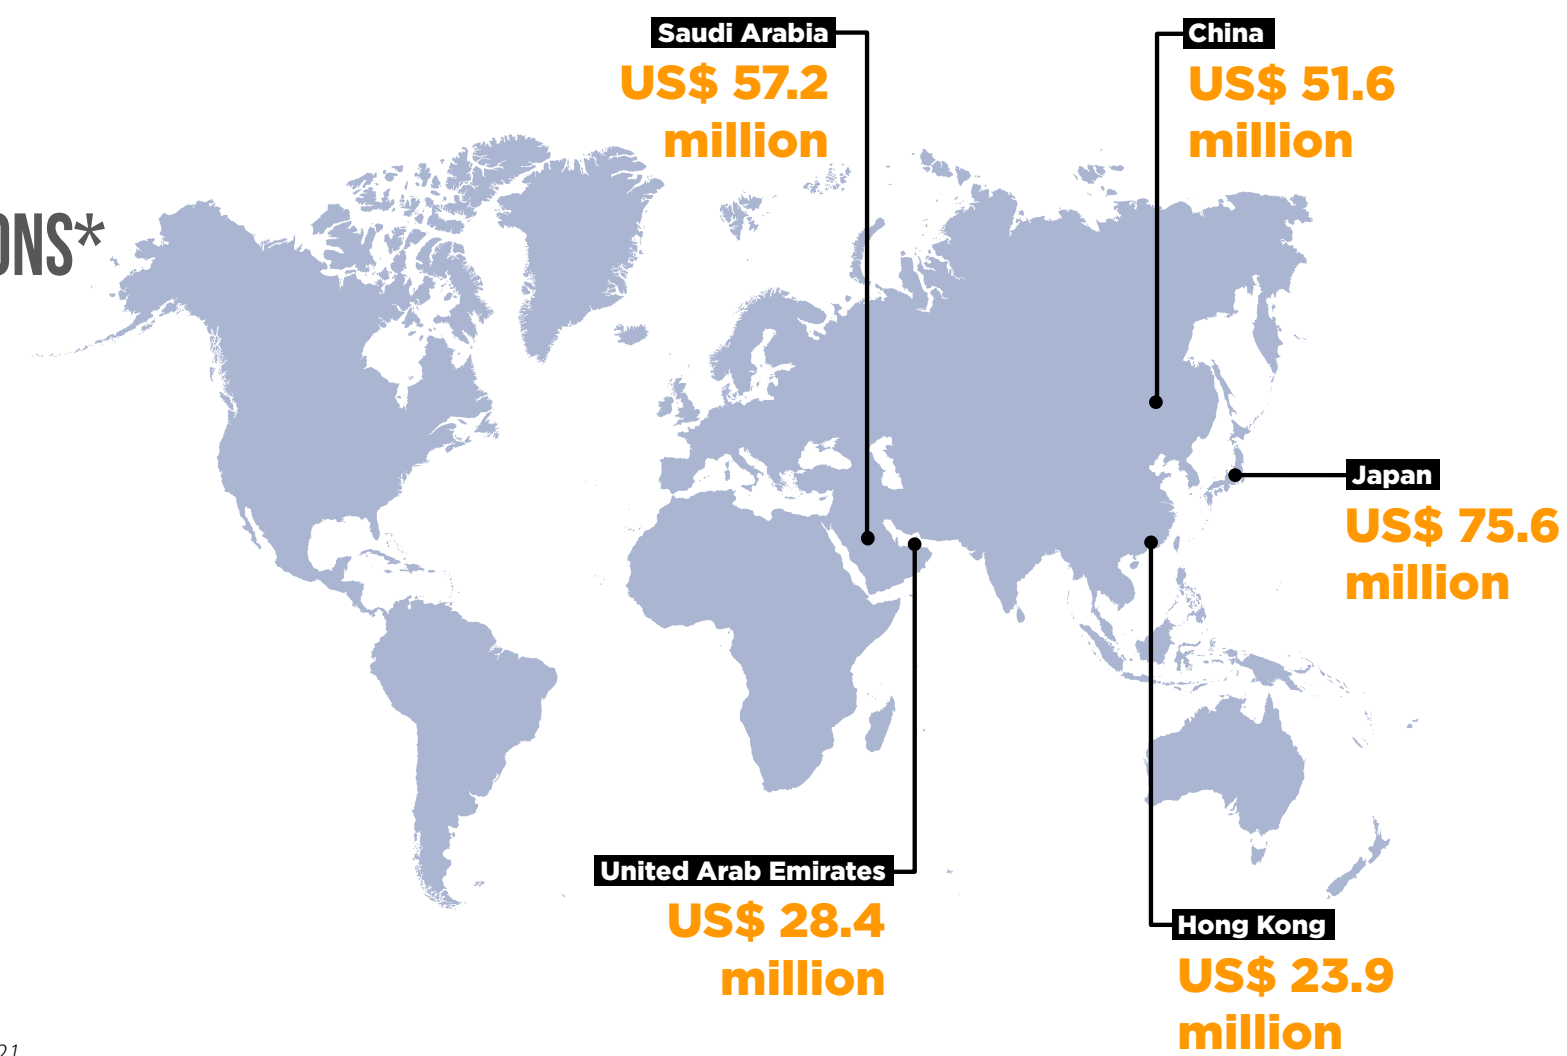 Saudi Arabia
US$ 57.2
million
China
US$ 51.6
million
ONS*
Japan
US$ 75.6
million
United Arab Emirates
US$ 28.4
million
Hong Kong
US$ 23.9
million
21